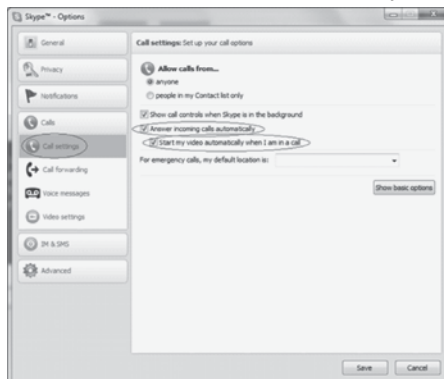 Skype™ - Options
General
Privacy
Notifications
Calls
Call settings
Call forwarding
Voice messages
Video settings
IM & SMS
Advanced
Call settings: Set up your call options
Allow calls from...
anyone
people in my Contact list only
Show call controls when Skype is in the background
Answer incoming calls automatically
Start my video automatically when I am in a call
For emergency calls, my default location is:
Show basic options
Save
Cancel